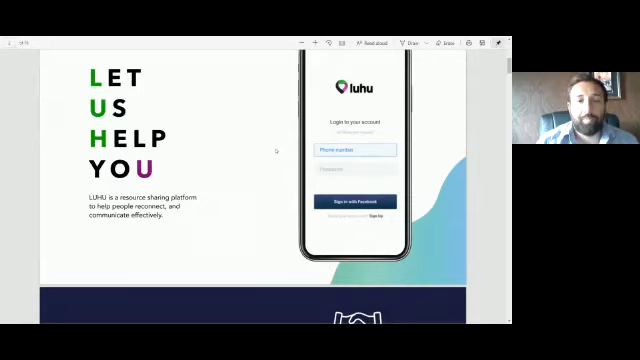 Read aloud
Draw
Erase
LET
US
HELP
YOU
LUHU is a resource sharing platform
to help people reconnect, and
communicate effectively.
luhu
Login to your account
Phone number
Password
Sign in with Facebook
Sign Up